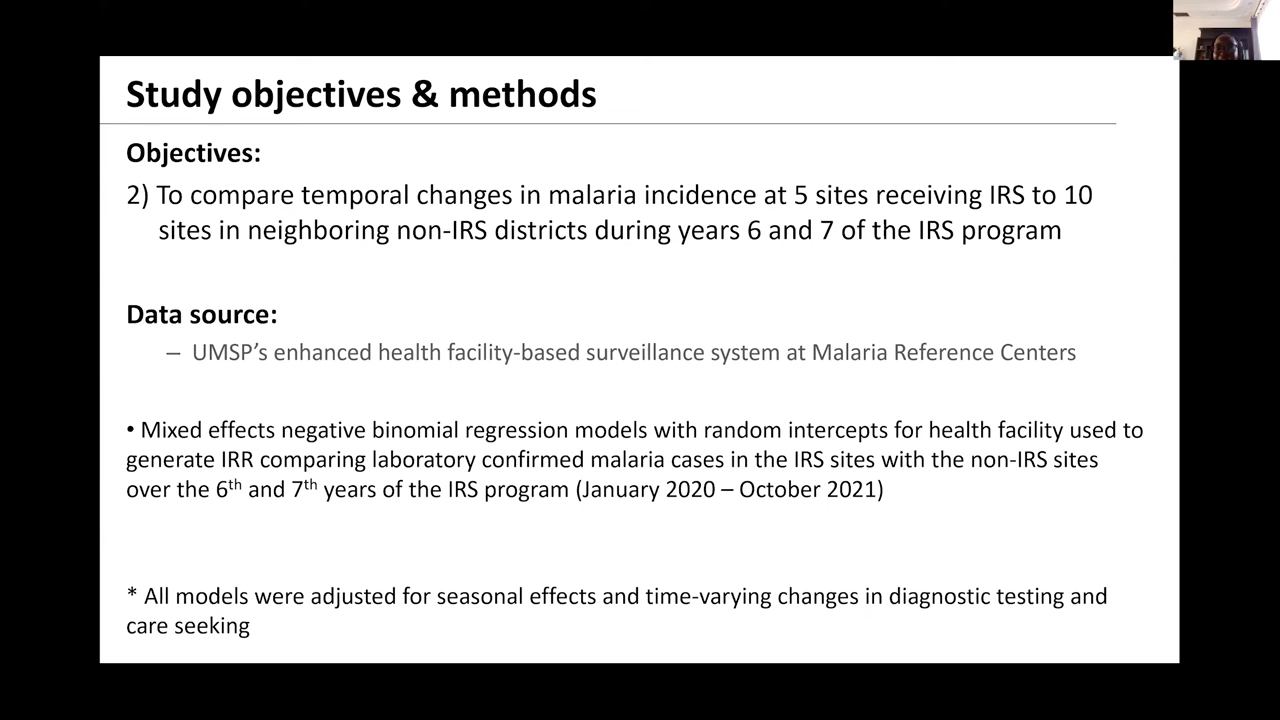 Study objectives & methods
Objectives:
2) To compare temporal changes in malaria incidence at 5 sites receiving IRS to 10
sites in neighboring non-IRS districts during years 6 and 7 of the IRS program
Data source:
– UMSP's enhanced health facility-based surveillance system at Malaria Reference Centers
• Mixed effects negative binomial regression models with random intercepts for health facility used to
generate IRR comparing laboratory confirmed malaria cases in the IRS sites with the non-IRS sites
over the 6th and 7th years of the IRS program (January 2020 – October 2021)
* All models were adjusted for seasonal effects and time-varying changes in diagnostic testing and
care seeking